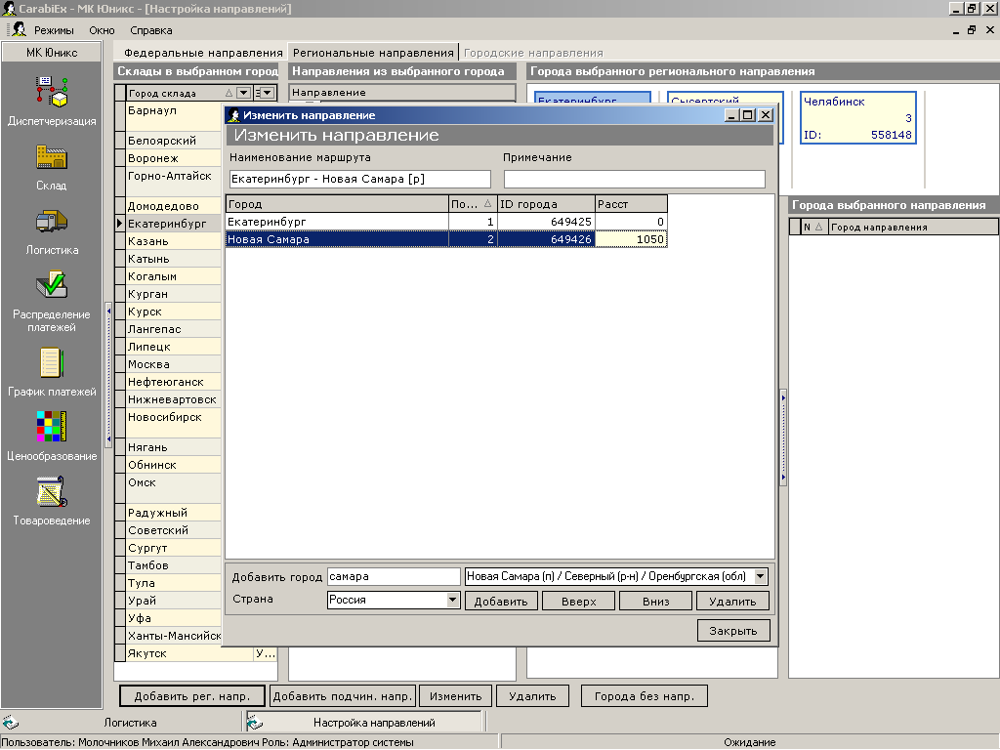 CarabiEx - МК Юникс - [Настройка направлений]
Режимы Окно Справка
МК Юникс
Диспетчеризация
Склад
Логистика
Распределение
платежей
График платежей
Ценообразование
Товароведение
Федеральные направления Региональные направления Городские направления
Склады в выбранном город
Город склада
Барнаул
Белоярский
Воронеж
Горно-Алтайск
Домодедово
Екатеринбург
Казань
Катынь
Когалым
Курган
Курск
Лангепас
Липецк
Москва
Нефтеюганск
Нижневартовск
Новосибирск
Нягань
Обнинск
Омск
Радужный
Советский
Сургут
Тамбов
Тула
Урай
Уфа
Ханты-Мансийск
Якутск У...
Направления из выбранного города
Направление
Города выбранного регионального направления
Екатеринбург
Сысертский
Челябинск
3
ID: 558148
Города выбранного направления
N Город направления
Изменить направление
Изменить направление
Наименование маршрута Примечание
Екатеринбург - Новая Самара [р]
Город По... ID города Расст
Екатеринбург 1 649425 0
Новая Самара 2 649426 1050
Добавить город самара Новая Самара (п) / Северный (р-н) / Оренбургская (обл)
Страна Россия Добавить Вверх Вниз Удалить
Закрыть
Добавить рег. напр. Добавить подчин. напр. Изменить Удалить Города без напр.
Логистика Настройка направлений
Пользователь: Молочников Михаил Александрович Роль: Администратор системы Ожидание